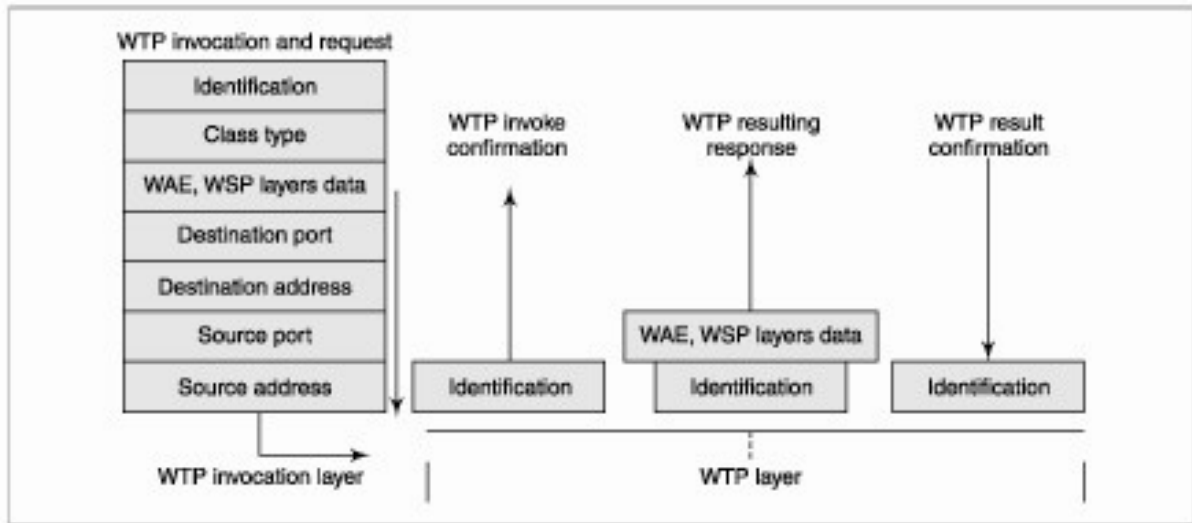 WTP invocation and request
Identification
Class type
WAE, WSP layers data
Destination port
Destination address
Source port
Source address
WTP invocation layer
WTP invoke
confirmation
Identification
WTP resulting
response
WAE, WSP layers data
Identification
WTP result
confirmation
Identification
WTP layer